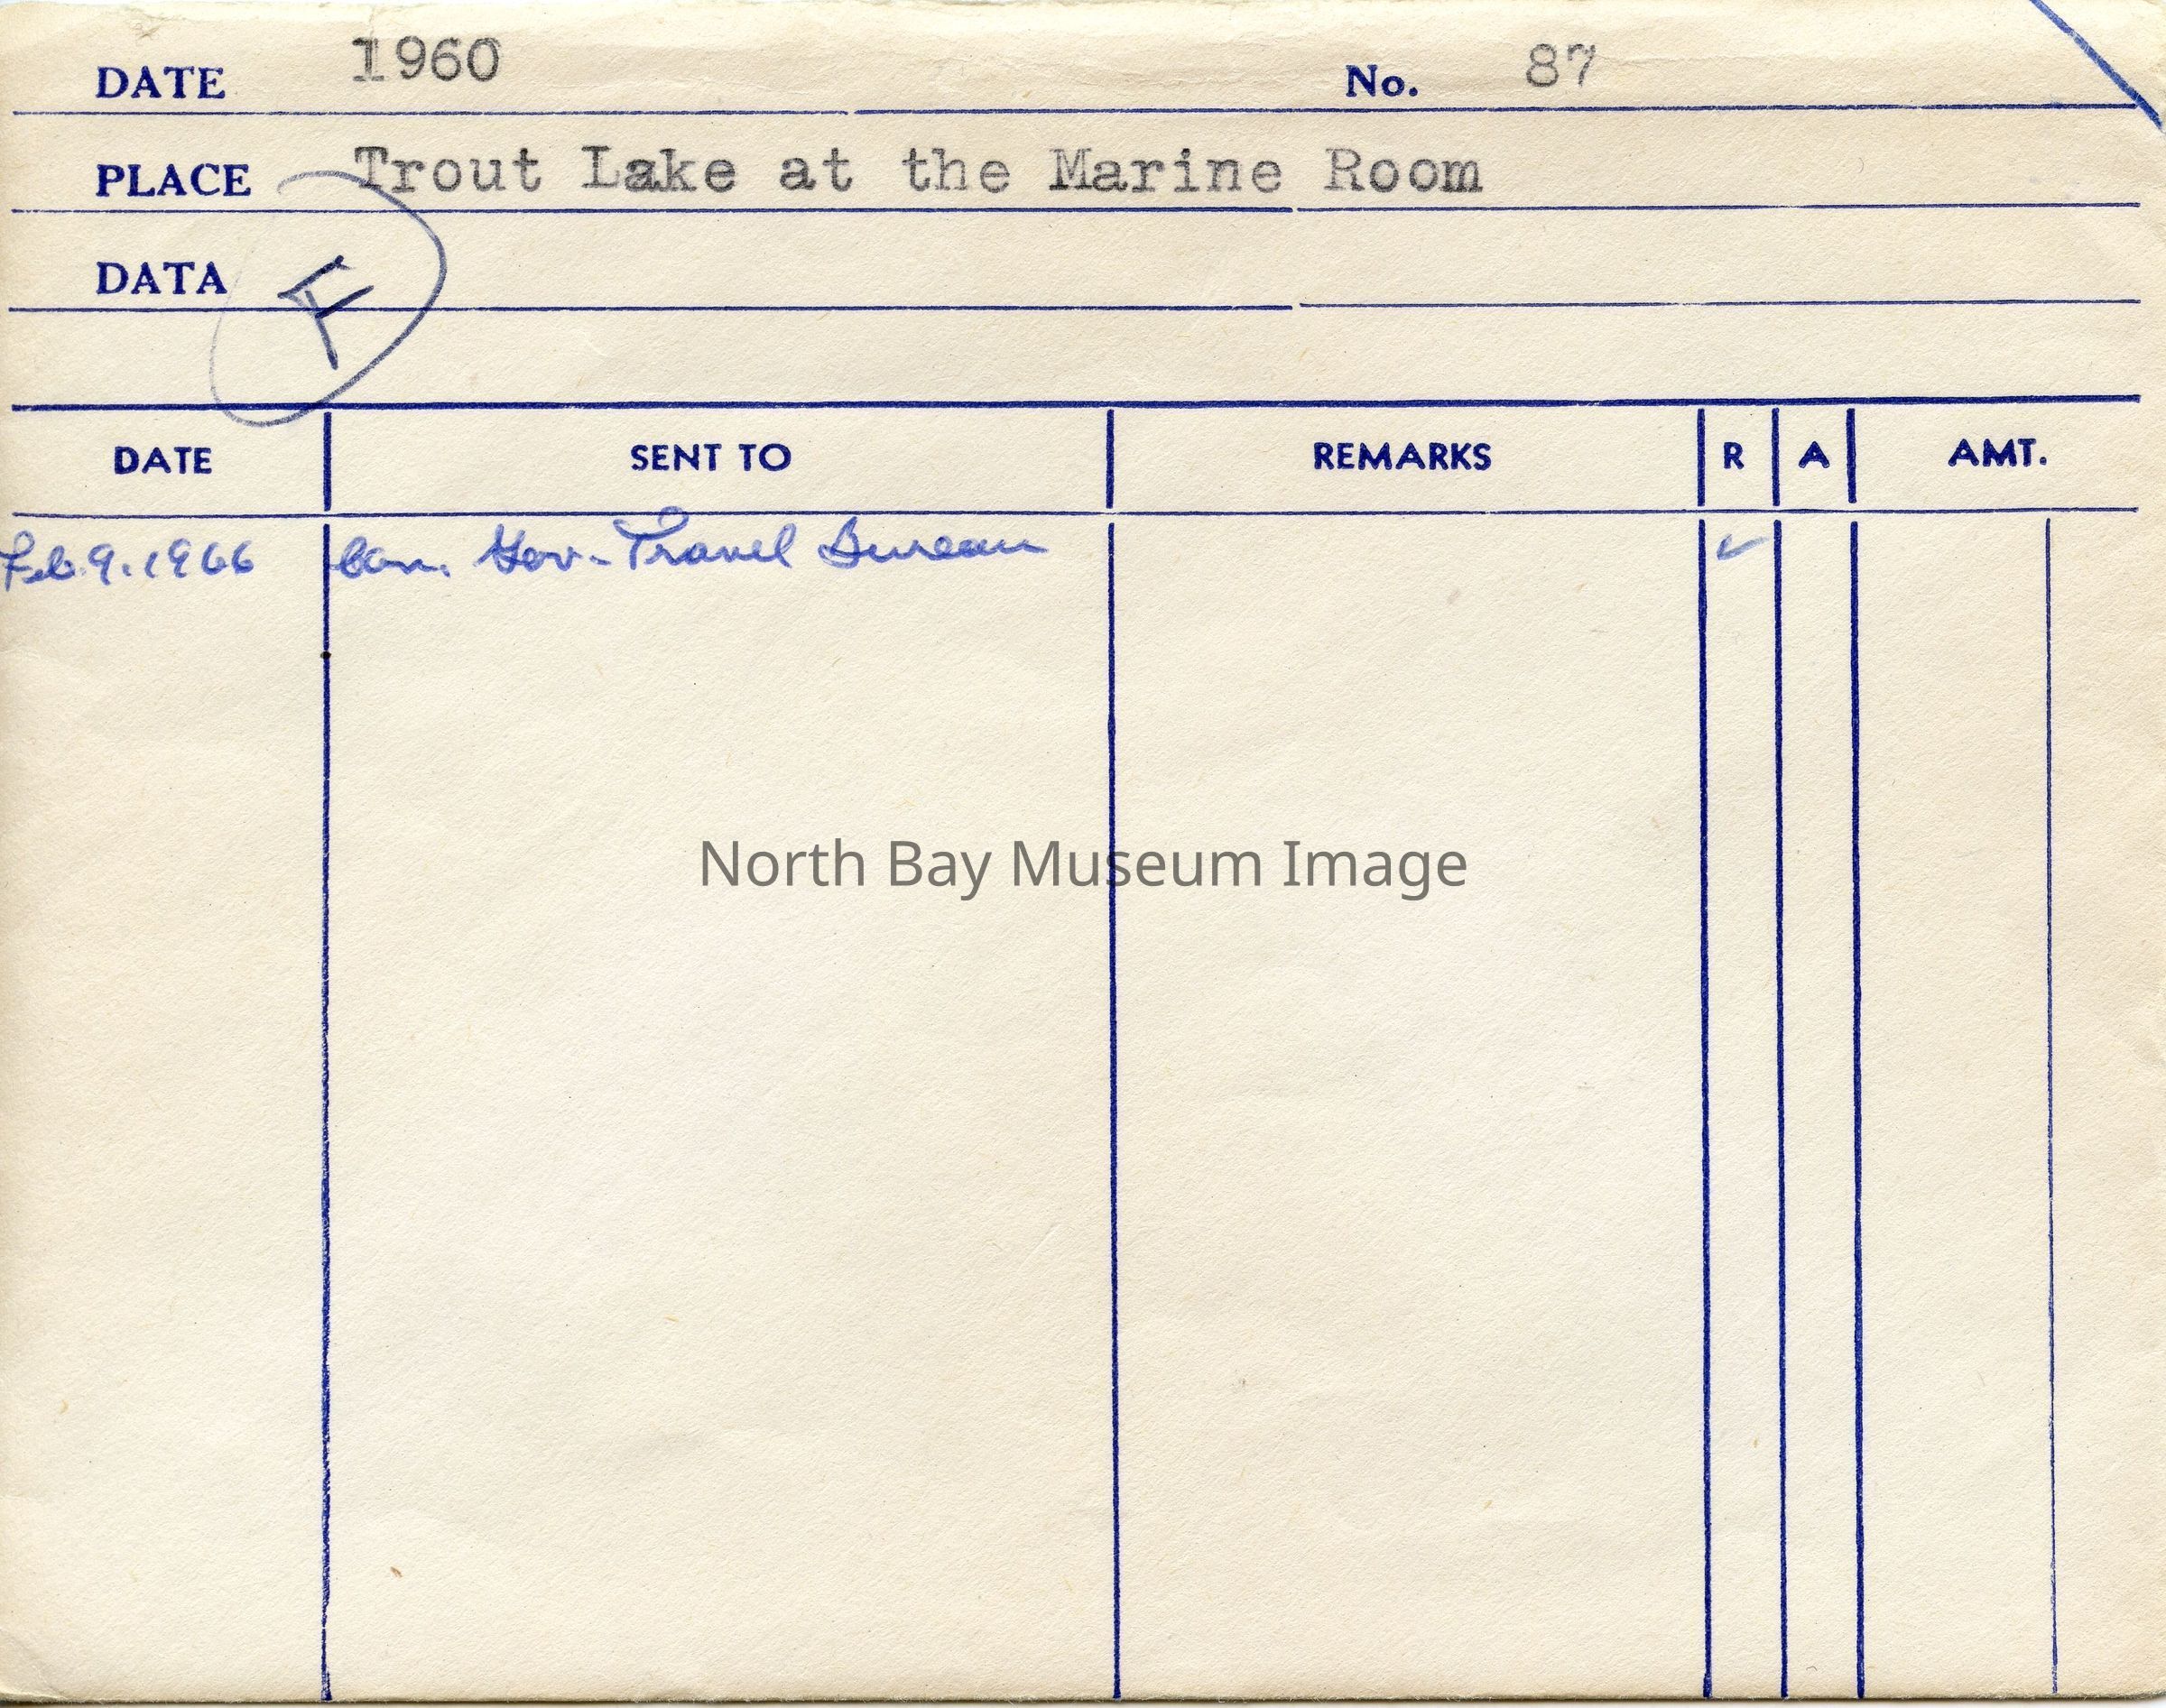 DATE 1960 No. 87
PLACE Trout Lake at the Marine Room
DATA
F
DATE SENT TO REMARKS R A AMT.
Feb. 9. 1966 Can. Gov. Travel Bureau ✓
North Bay Museum Image